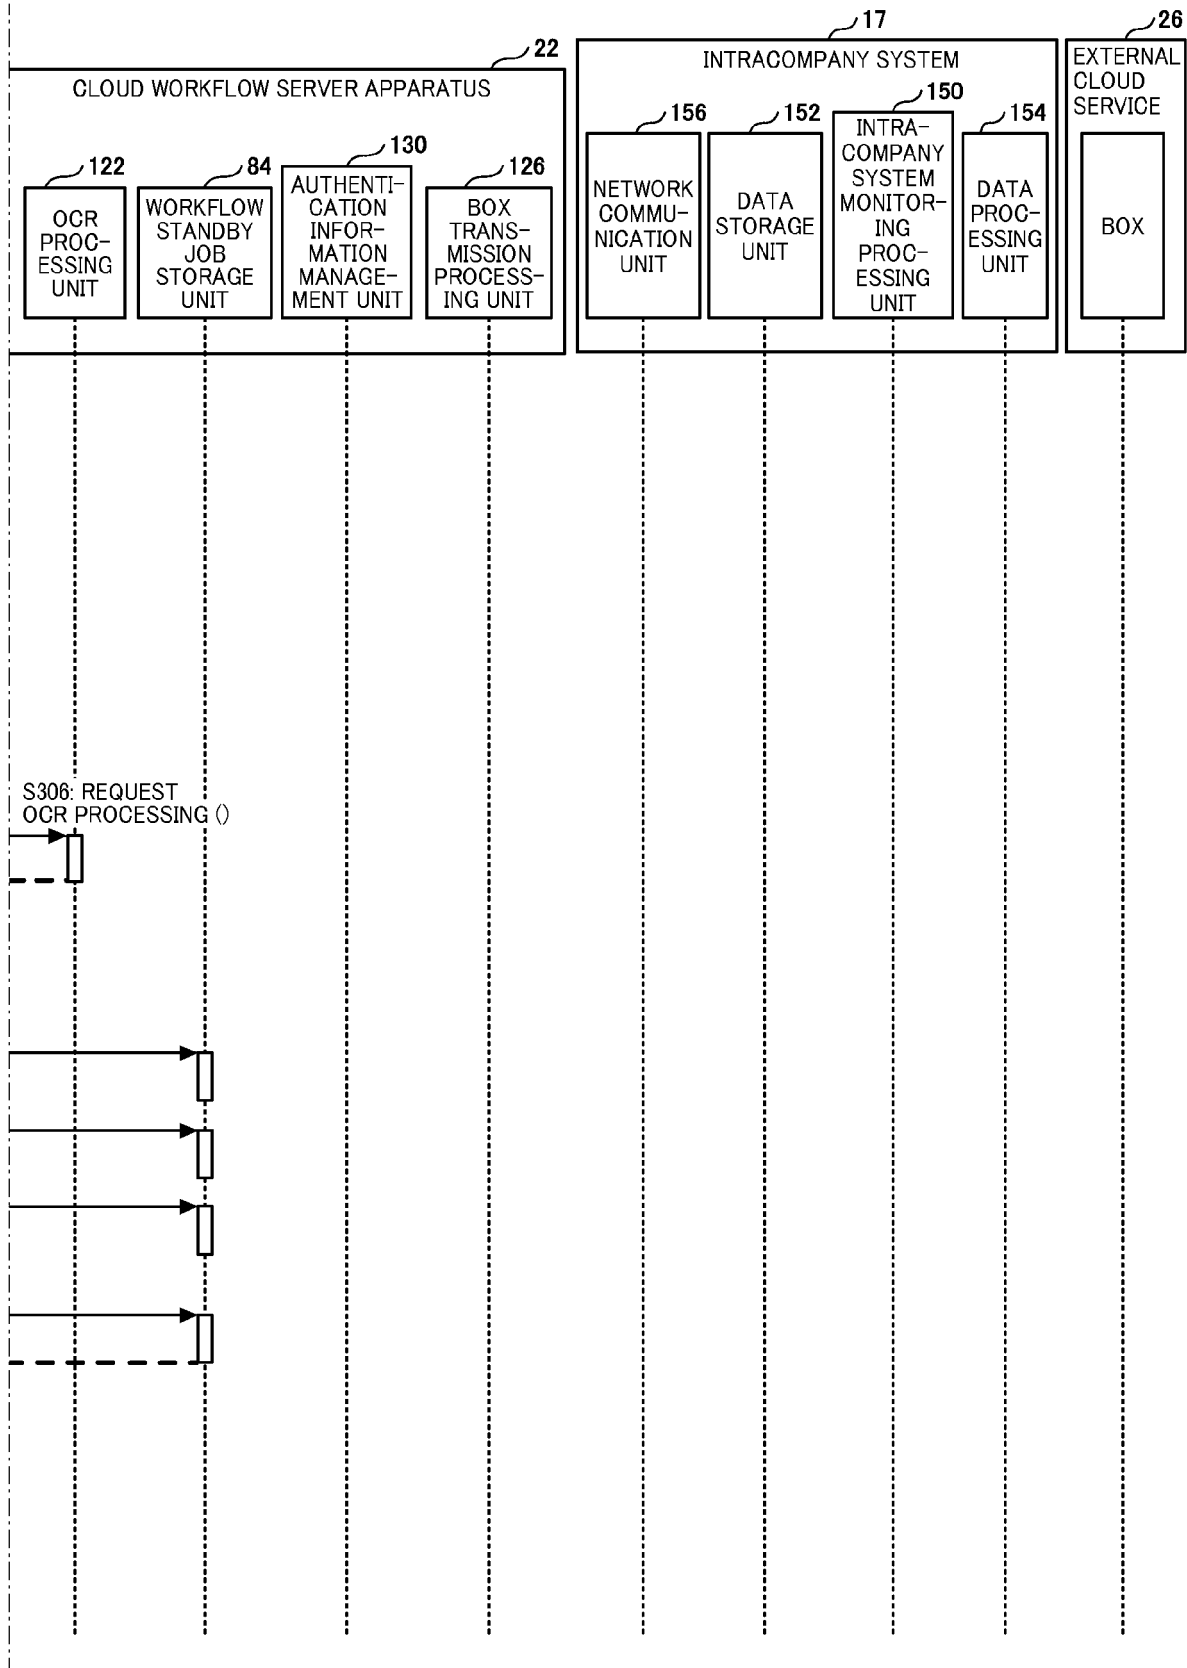 17
26
22
INTRACOMPANY SYSTEM
EXTERNAL
CLOUD
SERVICE
CLOUD WORKFLOW SERVER APPARATUS
122
OCR
PROC-
ESSING
UNIT
84
WORKFLOW
STANDBY
JOB
STORAGE
UNIT
130
AUTHENTI-
CATION
INFOR-
MATION
MANAGE-
MENT UNIT
126
BOX
TRANS-
MISSION
PROCESS-
ING UNIT
156
NETWORK
COMMU-
NICATION
UNIT
152
DATA
STORAGE
UNIT
150
INTRA-
COMPANY
SYSTEM
MONITOR-
ING
PROC-
ESSING
UNIT
154
DATA
PROC-
ESSING
UNIT
BOX
S306: REQUEST
OCR PROCESSING ()